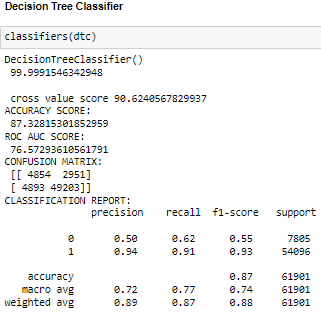 Decision Tree Classifier
classifiers(dtc)
DecisionTreeClassifier()
99.9991546342948
cross value score 90.6240567829937
ACCURACY SCORE:
87.32815301852959
ROC AUC SCORE:
76.57293610561791
CONFUSION MATRIX:
[[ 4854  2951]
[ 4893 49203]]
CLASSIFICATION REPORT:
precision    recall  f1-score   support
0       0.50      0.62      0.55      7805
1       0.94      0.91      0.93     54096
accuracy                           0.87     61901
macro avg       0.72      0.77      0.74     61901
weighted avg       0.89      0.87      0.88     61901